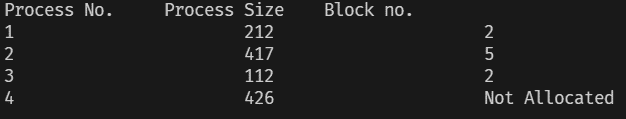 Process No. Process Size Block no.
1 212 2
2 417 5
3 112 2
4 426 Not Allocated